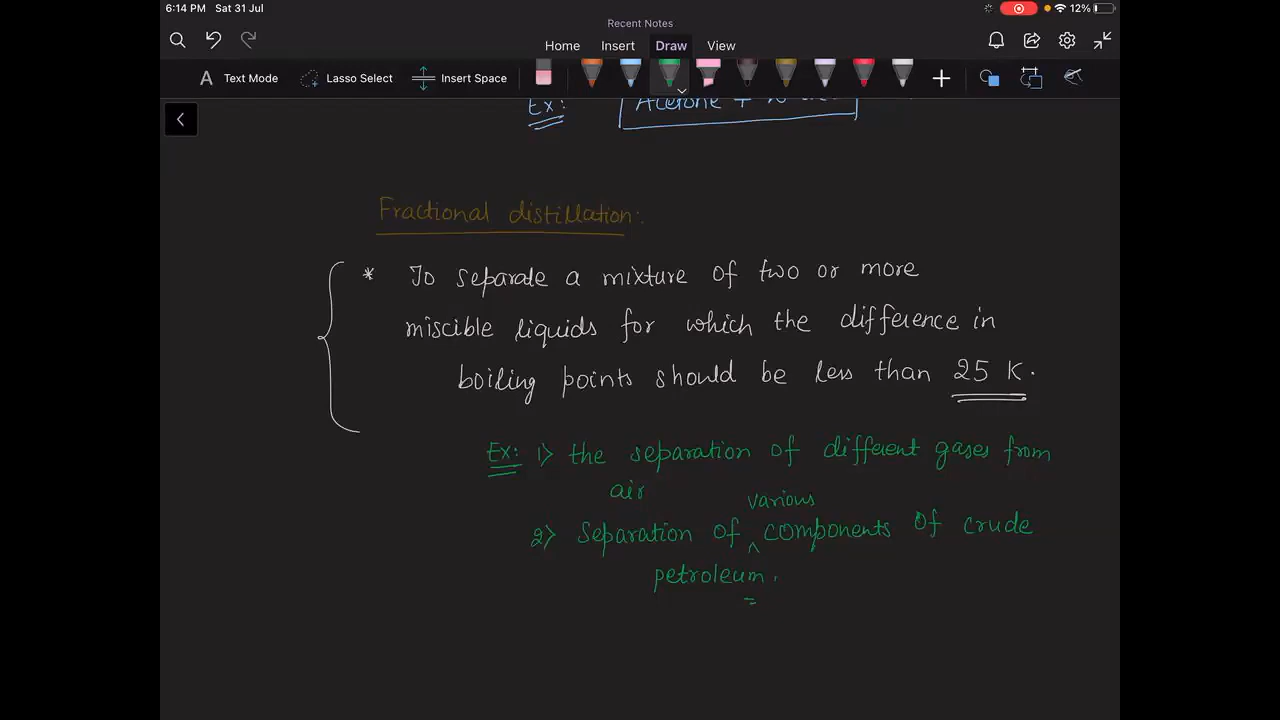 6:14 PM Sat 31 Jul
12%
Recent Notes
Home Insert Draw View
Text Mode Lasso Select Insert Space
Ex: Acetone +
Fractional distillation:
* To separate a mixture of two or more
miscible liquids for which the difference in
boiling points should be less than 25 K.
Ex: 1) the separation of different gases from
air
various
2) Separation of ^ components of crude
petroleum.